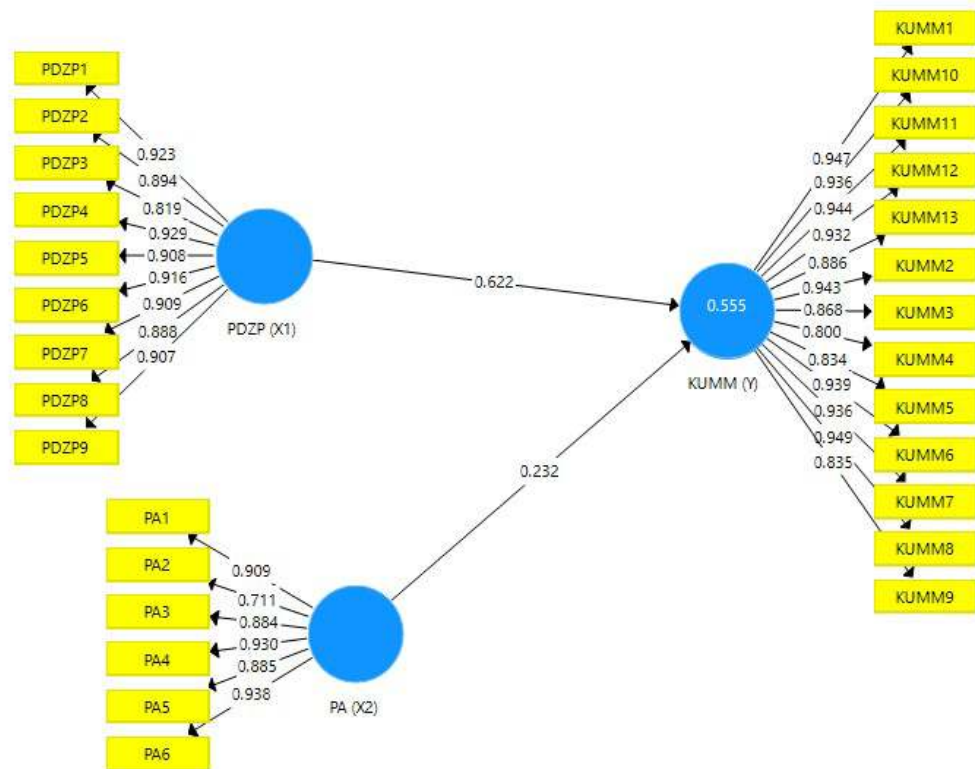 PDZP1
PDZP2
PDZP3
PDZP4
PDZP5
PDZP6
PDZP7
PDZP8
PDZP9
0.923
0.894
0.819
0.929
0.908
0.916
0.909
0.888
0.907
PDZP (X1)
0.622
PA1
PA2
PA3
PA4
PA5
PA6
0.909
0.711
0.884
0.930
0.885
0.938
PA (X2)
0.232
0.555
KUMM (Y)
0.947
0.936
0.944
0.932
0.886
0.943
0.868
0.800
0.834
0.939
0.936
0.949
0.835
KUMM1
KUMM10
KUMM11
KUMM12
KUMM13
KUMM2
KUMM3
KUMM4
KUMM5
KUMM6
KUMM7
KUMM8
KUMM9